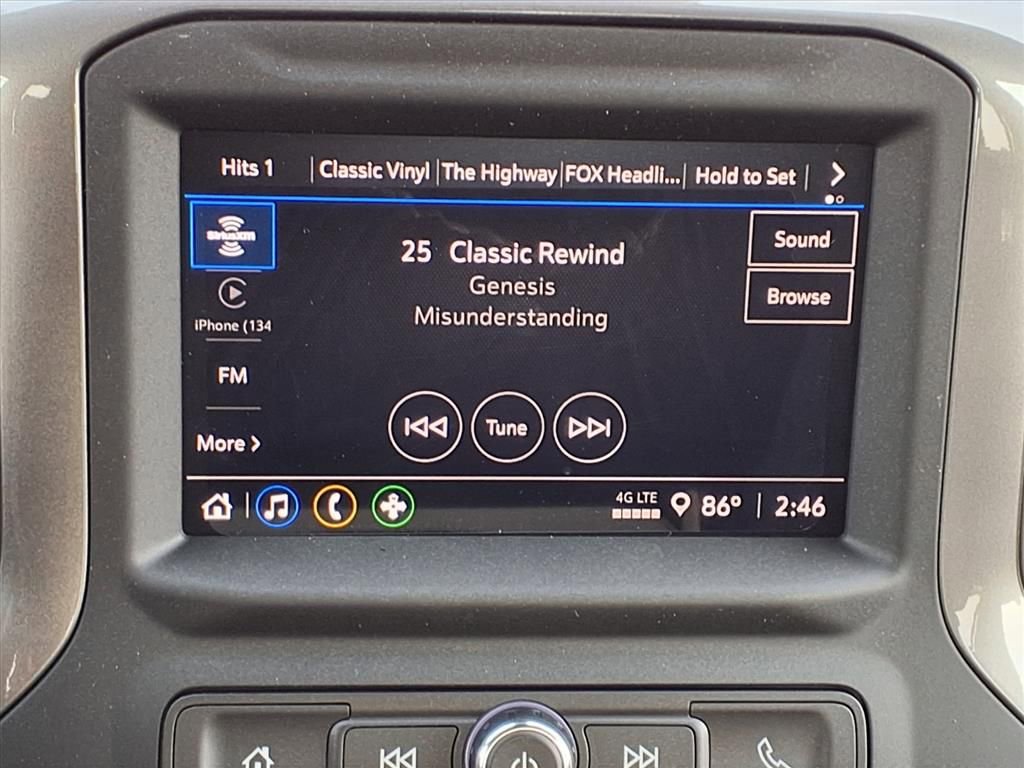 Hits 1 Classic Vinyl The Highway FOX Headli... Hold to Set
SiriusXM
Sound
25 Classic Rewind
Genesis
Browse
iPhone (134
Misunderstanding
FM
Tune
More
4G LTE
86° 2:46